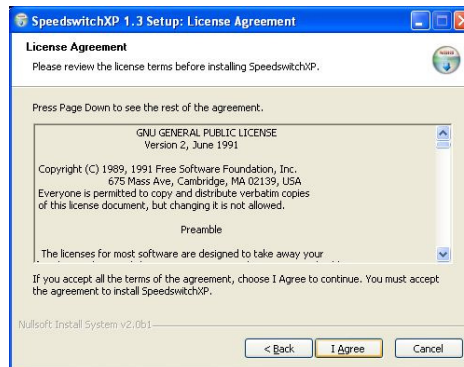 SpeedswitchXP 1.3 Setup: License Agreement
License Agreement
Please review the license terms before installing SpeedswitchXP.
Press Page Down to see the rest of the agreement.
GNU GENERAL PUBLIC LICENSE
Version 2, June 1991
Copyright (C) 1989, 1991 Free Software Foundation, Inc.
675 Mass Ave, Cambridge, MA 02139, USA
Everyone is permitted to copy and distribute verbatim copies
of this license document, but changing it is not allowed.
Preamble
The licenses for most software are designed to take away your
If you accept all the terms of the agreement, choose I Agree to continue. You must accept
the agreement to install SpeedswitchXP.
Nullsoft Install System v2.0b1
< Back
I Agree
Cancel